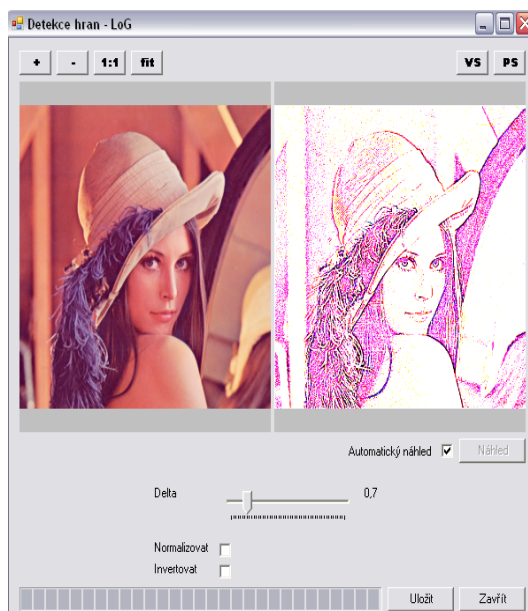 Detekce hran - LoG
+ - 1:1 fit VS PS
Automatický náhled Náhled
Delta 0,7
Normalizovat
Invertovat
Uložit Zavřít